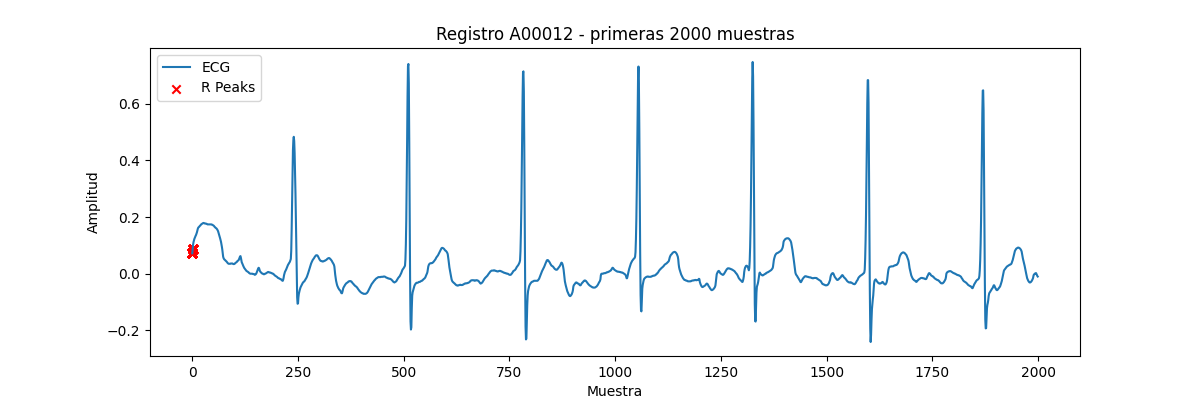 Registro A00012 - primeras 2000 muestras
ECG
R Peaks
Amplitud
0.6
0.4
0.2
0.0
−0.2
0 250 500 750 1000 1250 1500 1750 2000
Muestra